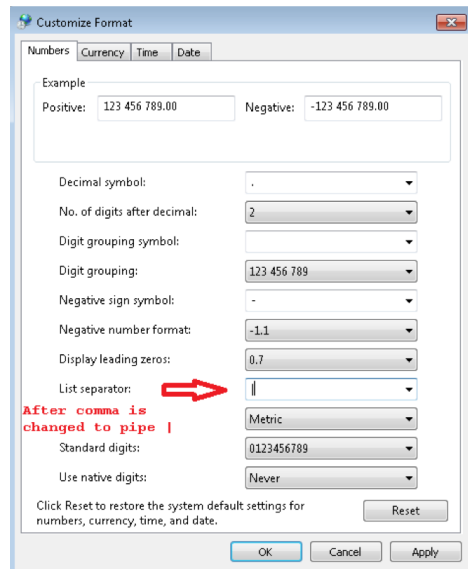 Customize Format
Numbers Currency Time Date
Example
Positive: 123 456 789.00 Negative: -123 456 789.00
Decimal symbol: .
No. of digits after decimal: 2
Digit grouping symbol:
Digit grouping: 123 456 789
Negative sign symbol: -
Negative number format: -1.1
Display leading zeros: 0.7
List separator: |
After comma is
changed to pipe |
Metric
Standard digits: 0123456789
Use native digits: Never
Click Reset to restore the system default settings for
numbers, currency, time, and date.
Reset
OK Cancel Apply